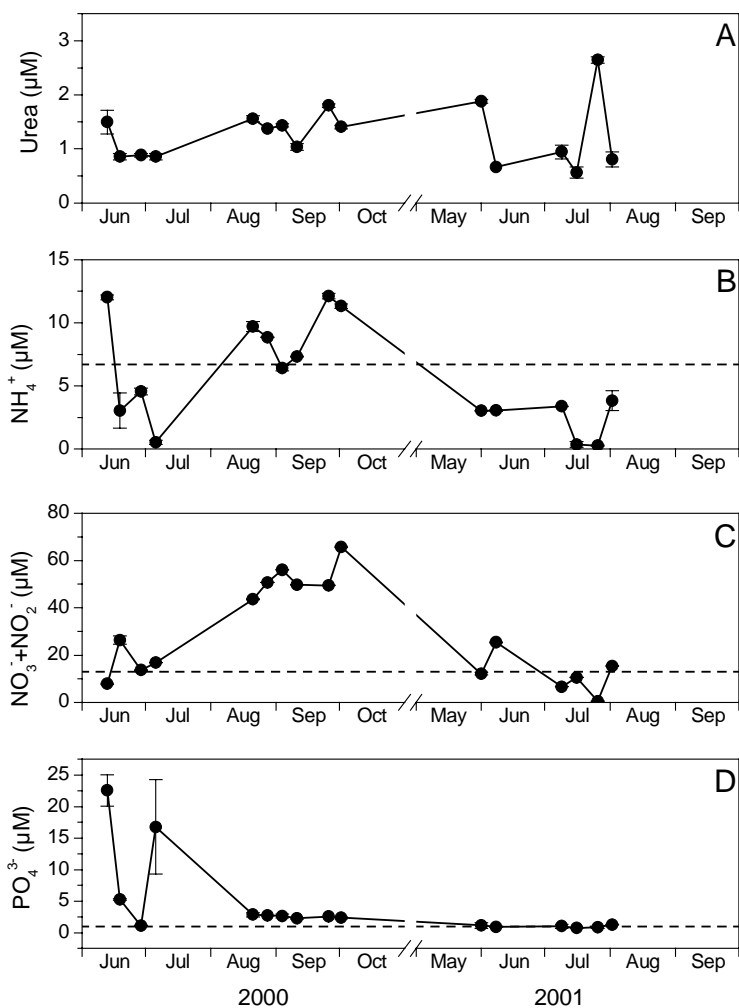 A
Urea (µM)
3
2
1
0
Jun Jul Aug Sep Oct May Jun Jul Aug Sep
B
NH₄⁺ (µM)
15
10
5
0
Jun Jul Aug Sep Oct May Jun Jul Aug Sep
C
NO₃⁻+NO₂⁻ (µM)
80
60
40
20
0
Jun Jul Aug Sep Oct May Jun Jul Aug Sep
D
PO₄³⁻ (µM)
25
20
15
10
5
0
Jun Jul Aug Sep Oct May Jun Jul Aug Sep
2000 2001